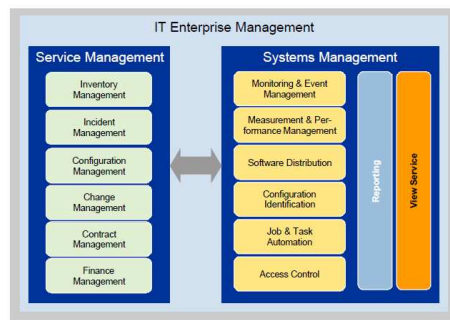 IT Enterprise Management
Service Management
Inventory
Management
Incident
Management
Configuration
Management
Change
Management
Contract
Management
Finance
Management
Systems Management
Monitoring & Event
Management
Measurement & Per-
formance Management
Software Distribution
Configuration
Identification
Job & Task
Automation
Access Control
Reporting
View Service